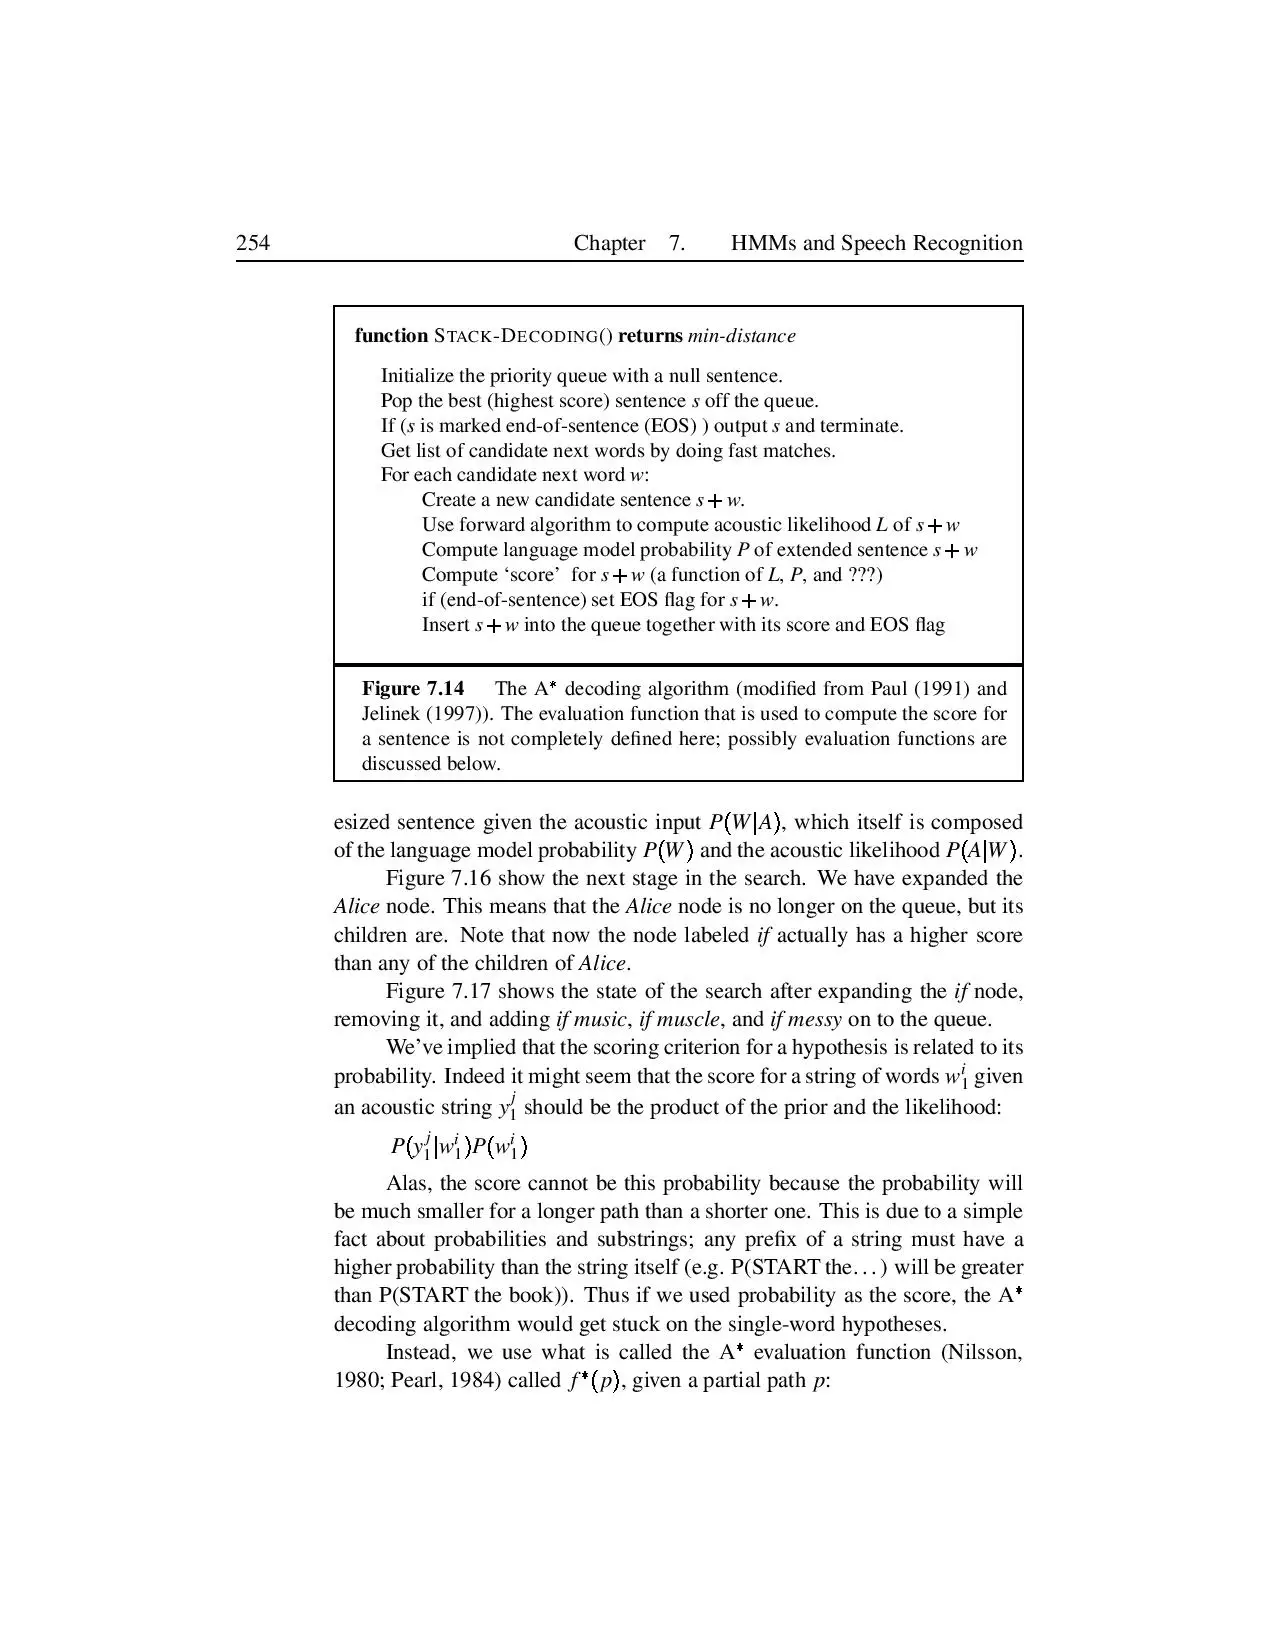 254 Chapter 7. HMMs and Speech Recognition
function STACK-DECODING() returns min-distance
Initialize the priority queue with a null sentence.
Pop the best (highest score) sentence s off the queue.
If (s is marked end-of-sentence (EOS) ) output s and terminate.
Get list of candidate next words by doing fast matches.
For each candidate next word w:
Create a new candidate sentence s + w.
Use forward algorithm to compute acoustic likelihood L of s + w
Compute language model probability P of extended sentence s + w
Compute ‘score’ for s + w (a function of L, P, and ???)
if (end-of-sentence) set EOS flag for s + w.
Insert s + w into the queue together with its score and EOS flag
Figure 7.14 The A* decoding algorithm (modified from Paul (1991) and
Jelinek (1997)). The evaluation function that is used to compute the score for
a sentence is not completely defined here; possibly evaluation functions are
discussed below.
esized sentence given the acoustic input P(W|A), which itself is composed
of the language model probability P(W) and the acoustic likelihood P(A|W).
Figure 7.16 show the next stage in the search. We have expanded the
Alice node. This means that the Alice node is no longer on the queue, but its
children are. Note that now the node labeled if actually has a higher score
than any of the children of Alice.
Figure 7.17 shows the state of the search after expanding the if node,
removing it, and adding if music, if muscle, and if messy on to the queue.
We’ve implied that the scoring criterion for a hypothesis is related to its
probability. Indeed it might seem that the score for a string of words w_1^i given
an acoustic string y_1^j should be the product of the prior and the likelihood:
P(y_1^j|w_1^i)P(w_1^i)
Alas, the score cannot be this probability because the probability will
be much smaller for a longer path than a shorter one. This is due to a simple
fact about probabilities and substrings; any prefix of a string must have a
higher probability than the string itself (e.g. P(START the...) will be greater
than P(START the book)). Thus if we used probability as the score, the A*
decoding algorithm would get stuck on the single-word hypotheses.
Instead, we use what is called the A* evaluation function (Nilsson,
1980; Pearl, 1984) called f*(p), given a partial path p: